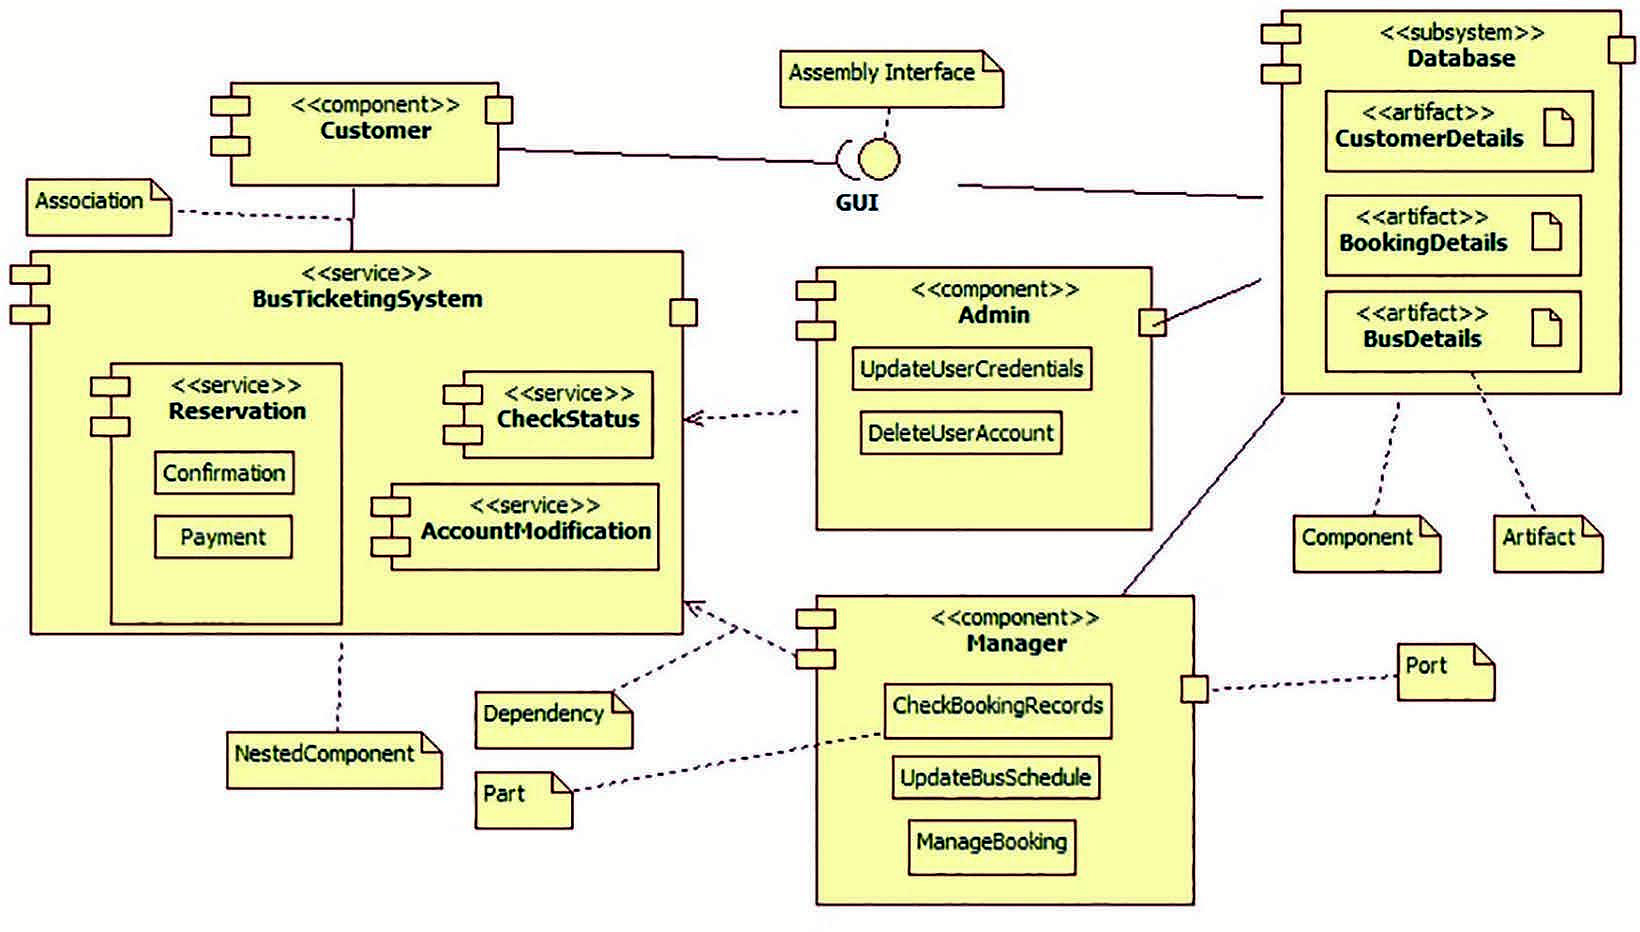 <<component>>
Customer
Assembly Interface
GUI
<<subsystem>>
Database
<<artifact>>
CustomerDetails
<<artifact>>
BookingDetails
<<artifact>>
BusDetails
Association
<<service>>
BusTicketingSystem
<<service>>
Reservation
Confirmation
Payment
<<service>>
CheckStatus
<<service>>
AccountModification
<<component>>
Admin
UpdateUserCredentials
DeleteUserAccount
Component
Artifact
<<component>>
Manager
CheckBookingRecords
UpdateBusSchedule
ManageBooking
Port
Dependency
NestedComponent
Part